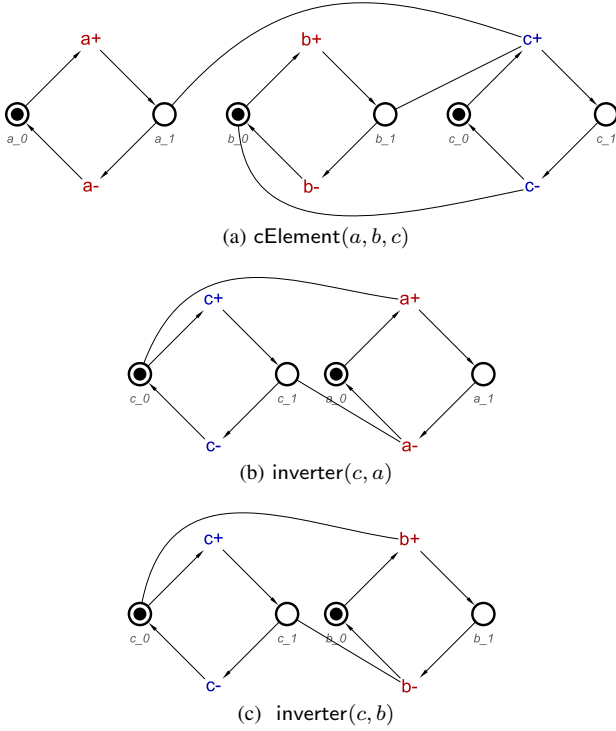 a+ b+ c+
a_0 a_1 b_0 b_1 c_0 c_1
a- b- c-
(a) cElement(a, b, c)
c+ a+
c_0 c_1 a_0 a_1
c- a-
(b) inverter(c, a)
c+ b+
c_0 c_1 b_0 b_1
c- b-
(c) inverter(c, b)